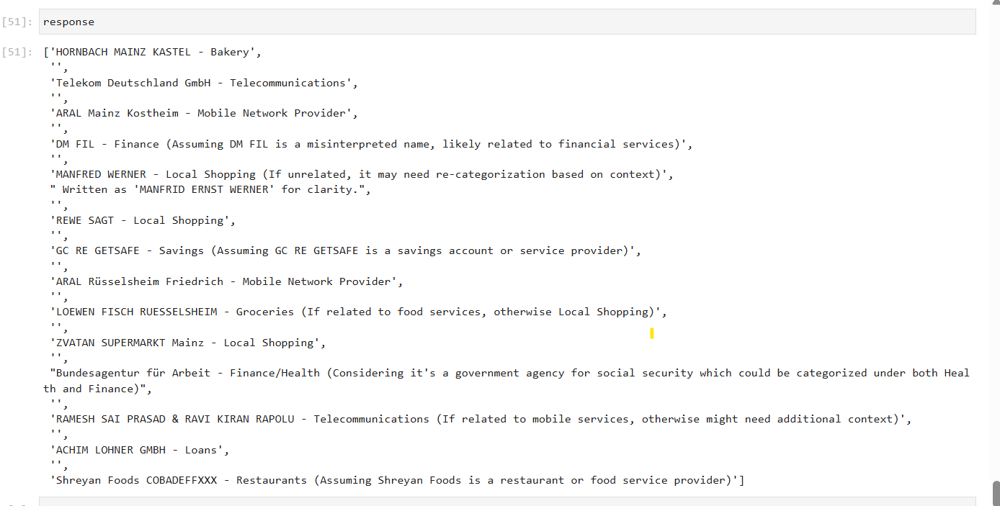 [51]: response
[51]: ['HORNBACH MAINZ KASTEL - Bakery',
'',
'Telekom Deutschland GmbH - Telecommunications',
'',
'ARAL Mainz Kostheim - Mobile Network Provider',
'',
'DM FIL - Finance (Assuming DM FIL is a misinterpreted name, likely related to financial services)',
'',
'MANFRED WERNER - Local Shopping (If unrelated, it may need re-categorization based on context)',
" Written as 'MANFRID ERNST WERNER' for clarity.",
'',
'REWE SAGT - Local Shopping',
'',
'GC RE GETSAFE - Savings (Assuming GC RE GETSAFE is a savings account or service provider)',
'',
'ARAL Rüsselsheim Friedrich - Mobile Network Provider',
'',
'LOEWEN FISCH RUESSELSHEIM - Groceries (If related to food services, otherwise Local Shopping)',
'',
'ZVATAN SUPERMARKT Mainz - Local Shopping',
'',
"Bundesagentur für Arbeit - Finance/Health (Considering it's a government agency for social security which could be categorized under both Heal
th and Finance)",
'',
'RAMESH SAI PRASAD & RAVI KIRAN RAPOLU - Telecommunications (If related to mobile services, otherwise might need additional context)',
'',
'ACHIM LOHNER GMBH - Loans',
'',
'Shreyan Foods COBADEFFXXX - Restaurants (Assuming Shreyan Foods is a restaurant or food service provider)']